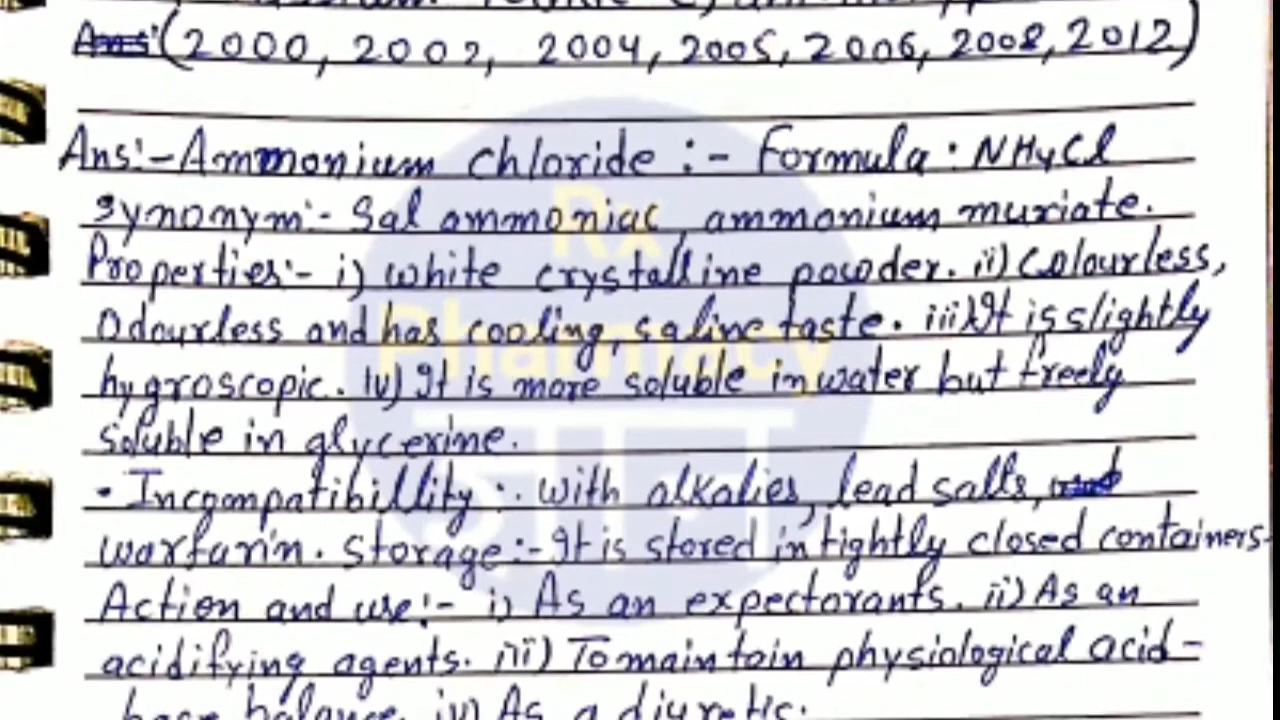 (2000, 2002, 2004, 2005, 2006, 2008, 2012)
Ans:- Ammonium chloride :- Formula : NH4Cl
Synonym:- Sal ammoniac, ammonium muriate.
Properties:- i) white crystalline powder. ii) Colourless,
Odourless and has cooling, saline taste. iii) It is slightly
hygroscopic. iv) It is more soluble in water but freely
soluble in glycerine.
• Incompatibillity :. with alkalies, lead salls,
warfarin. Storage:- It is stored in tightly closed containers.
Action and use:- i) As an expectorants. ii) As an
acidifying agents. iii) To maintain physiological acid-
base balance. iv) As a diuretic.
Rx
Pharmacy